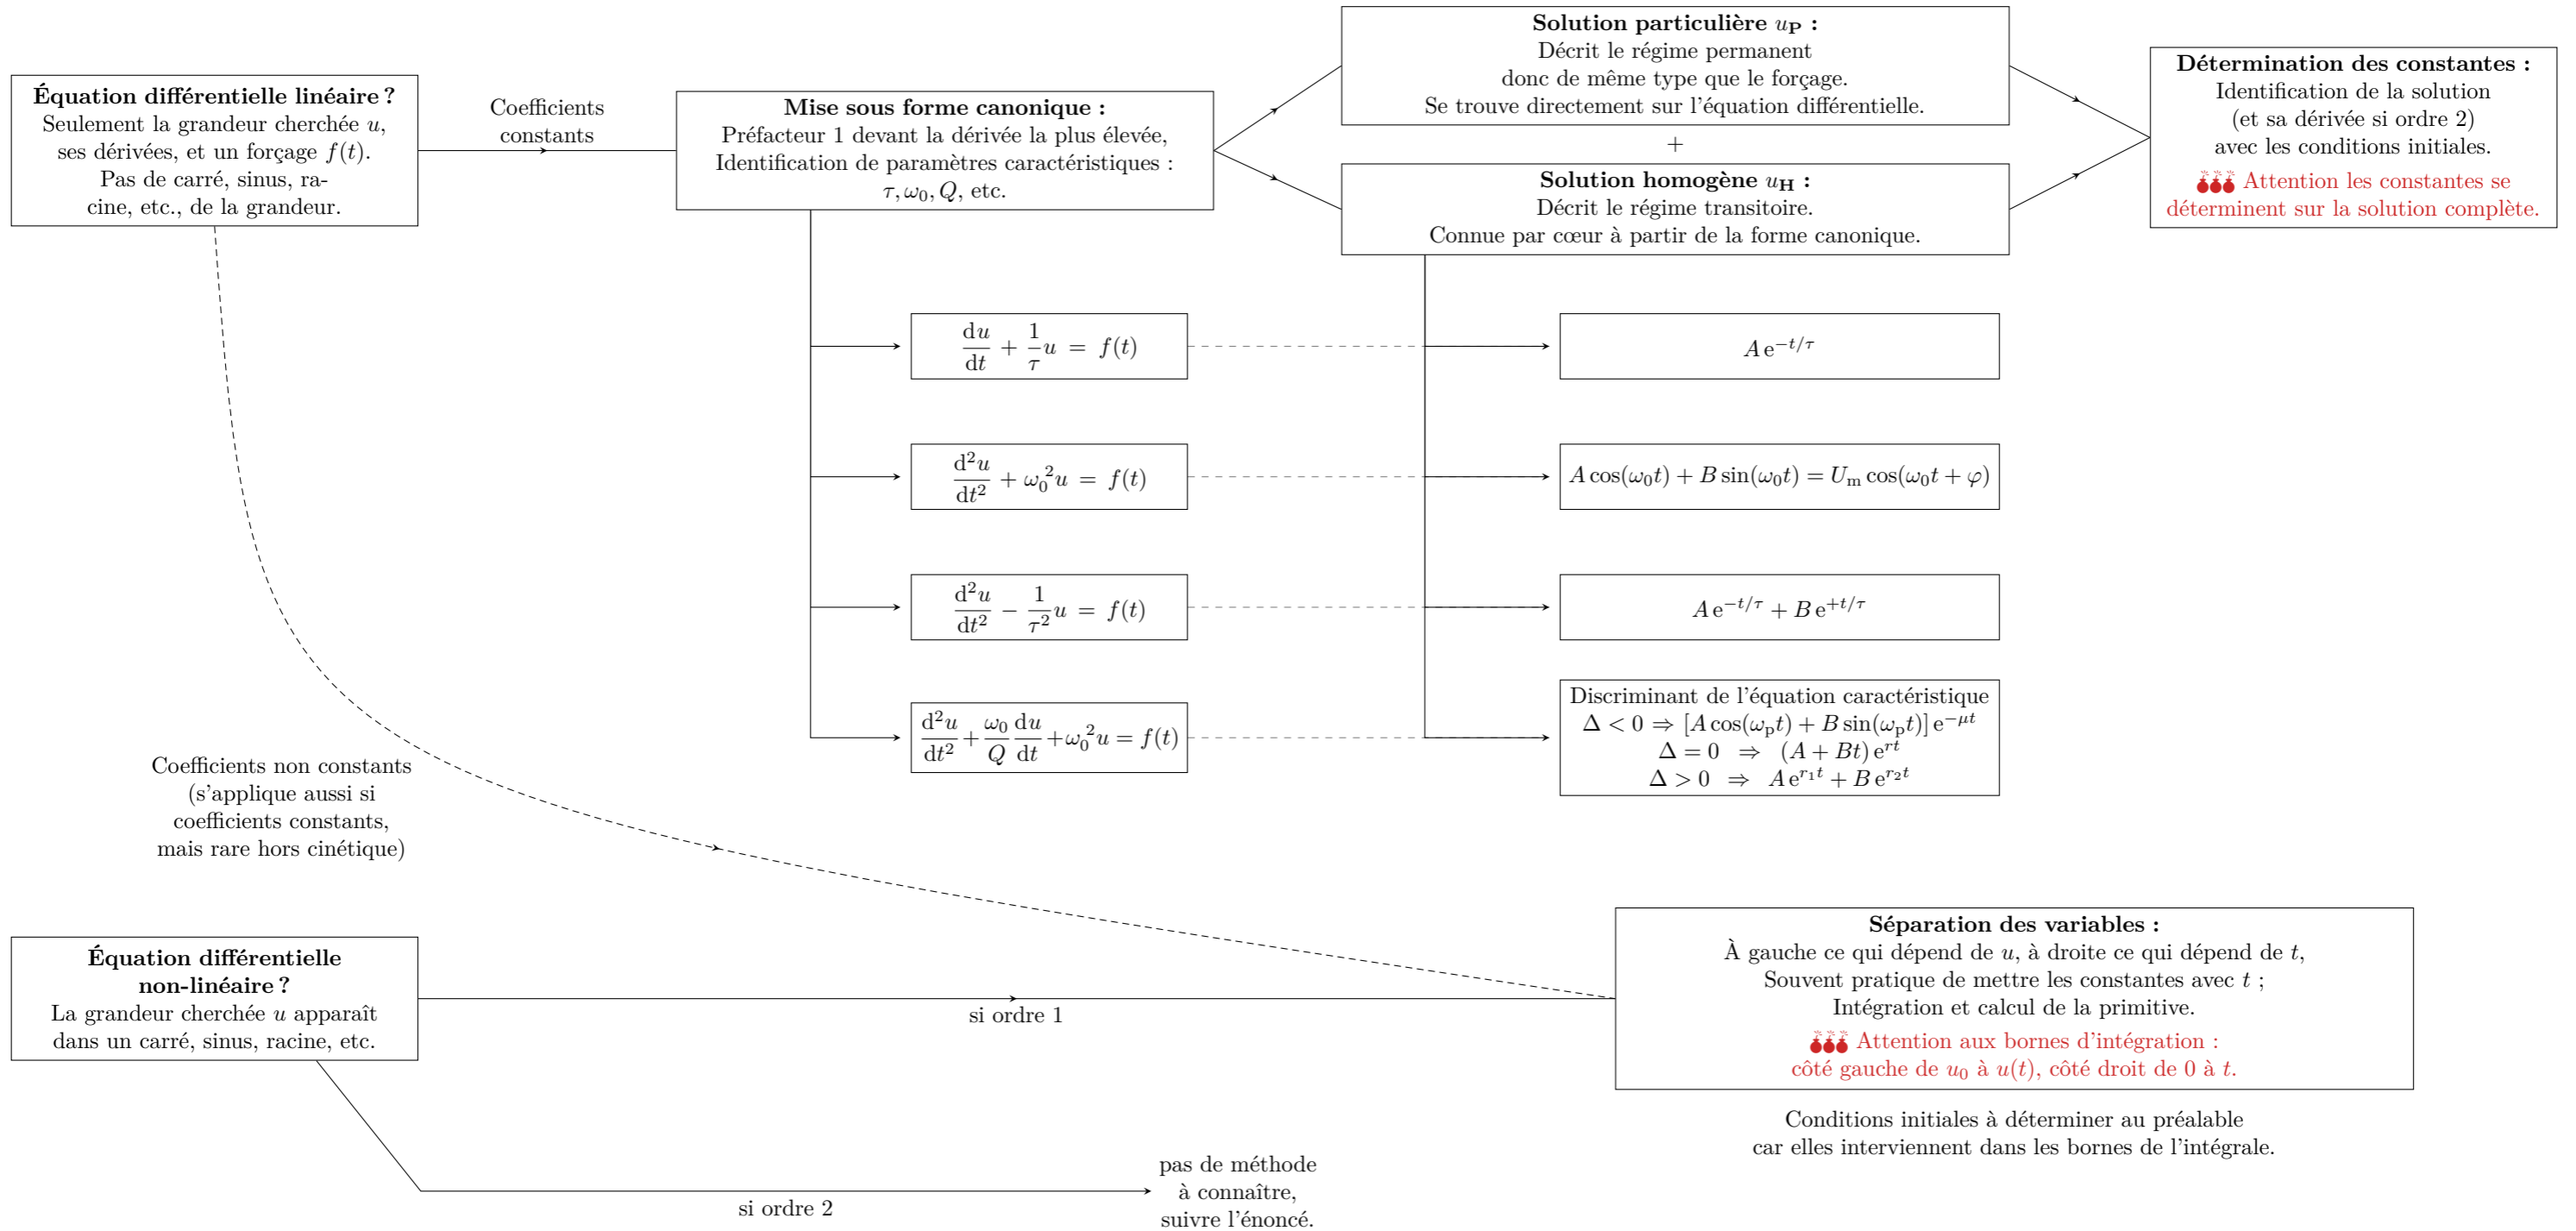 Équation différentielle linéaire ?
Seulement la grandeur cherchée u,
ses dérivées, et un forçage f(t).
Pas de carré, sinus, ra-
cine, etc., de la grandeur.
Coefficients
constants
Mise sous forme canonique :
Préfacteur 1 devant la dérivée la plus élevée,
Identification de paramètres caractéristiques :
τ, ω₀, Q, etc.
Solution particulière u_P :
Décrit le régime permanent
donc de même type que le forçage.
Se trouve directement sur l'équation différentielle.
+
Solution homogène u_H :
Décrit le régime transitoire.
Connue par cœur à partir de la forme canonique.
Détermination des constantes :
Identification de la solution
(et sa dérivée si ordre 2)
avec les conditions initiales.
Attention les constantes se
déterminent sur la solution complète.
du/dt + 1/τ u = f(t)
A e^{−t/τ}
d²u/dt² + ω₀² u = f(t)
A cos(ω₀t) + B sin(ω₀t) = U_m cos(ω₀t + φ)
d²u/dt² − 1/τ² u = f(t)
A e^{−t/τ} + B e^{+t/τ}
d²u/dt² + ω₀/Q du/dt + ω₀² u = f(t)
Discriminant de l'équation caractéristique
Δ < 0 ⇒ [A cos(ω_p t) + B sin(ω_p t)] e^{−μt}
Δ = 0 ⇒ (A + Bt) e^{rt}
Δ > 0 ⇒ A e^{r₁t} + B e^{r₂t}
Coefficients non constants
(s'applique aussi si
coefficients constants,
mais rare hors cinétique)
Équation différentielle
non-linéaire ?
La grandeur cherchée u apparaît
dans un carré, sinus, racine, etc.
si ordre 1
Séparation des variables :
À gauche ce qui dépend de u, à droite ce qui dépend de t,
Souvent pratique de mettre les constantes avec t ;
Intégration et calcul de la primitive.
Attention aux bornes d'intégration :
côté gauche de u₀ à u(t), côté droit de 0 à t.
Conditions initiales à déterminer au préalable
car elles interviennent dans les bornes de l'intégrale.
si ordre 2
pas de méthode
à connaître,
suivre l'énoncé.